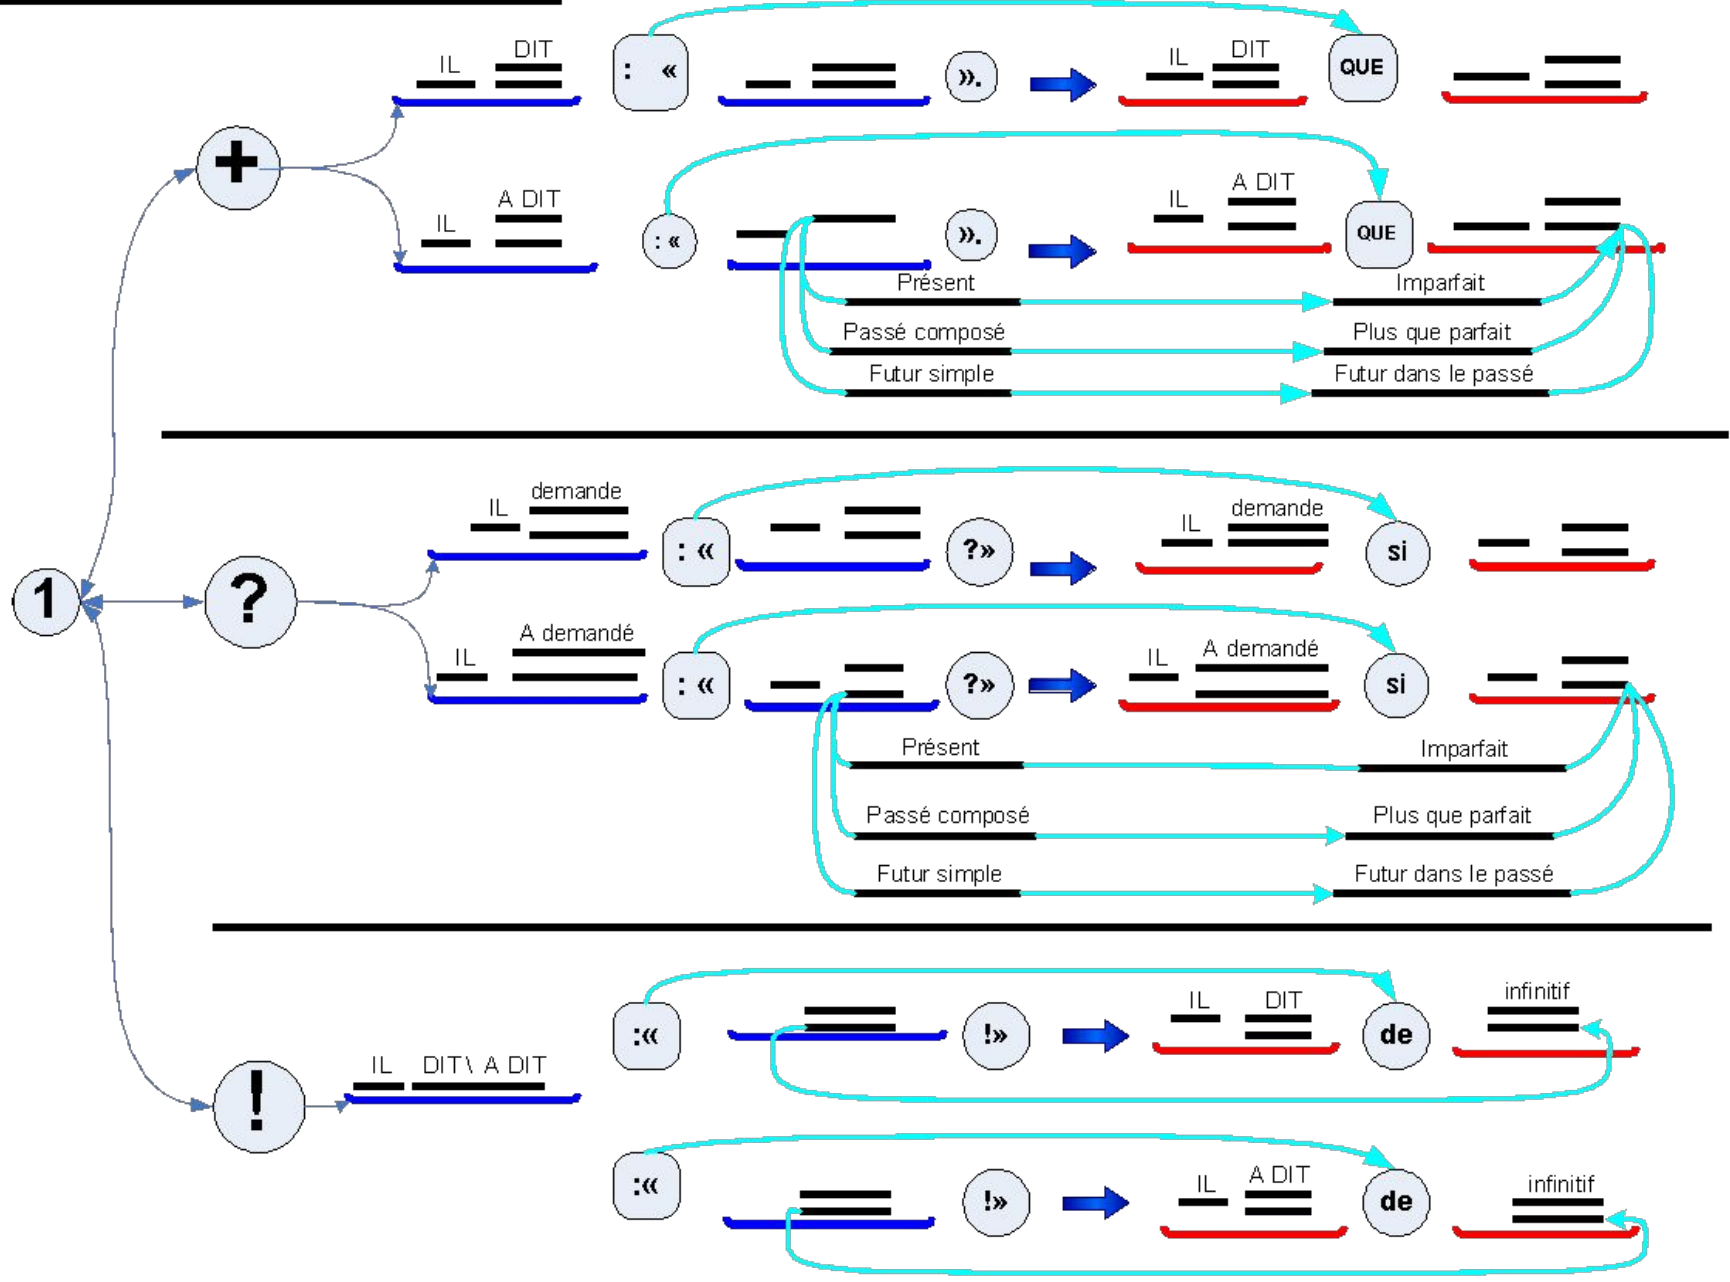 IL DIT : « ». IL DIT QUE
+
IL A DIT : « ». IL A DIT QUE
Présent Imparfait
Passé composé Plus que parfait
Futur simple Futur dans le passé
IL demande : « ?» IL demande si
1 ?
IL A demandé : « ?» IL A demandé si
Présent Imparfait
Passé composé Plus que parfait
Futur simple Futur dans le passé
:« !» IL DIT de infinitif
! IL DIT\ A DIT
:« !» IL A DIT de infinitif